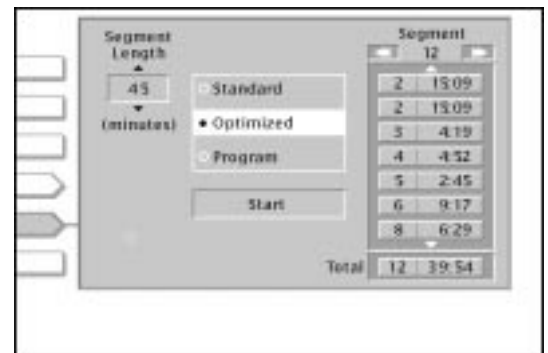 Segment
Length
45
(minutes)
Standard
Optimized
Program
Start
Segment
12
2 15:09
2 15:09
3 4:19
4 4:52
5 2:45
6 9:17
8 6:29
Total 12 39:54